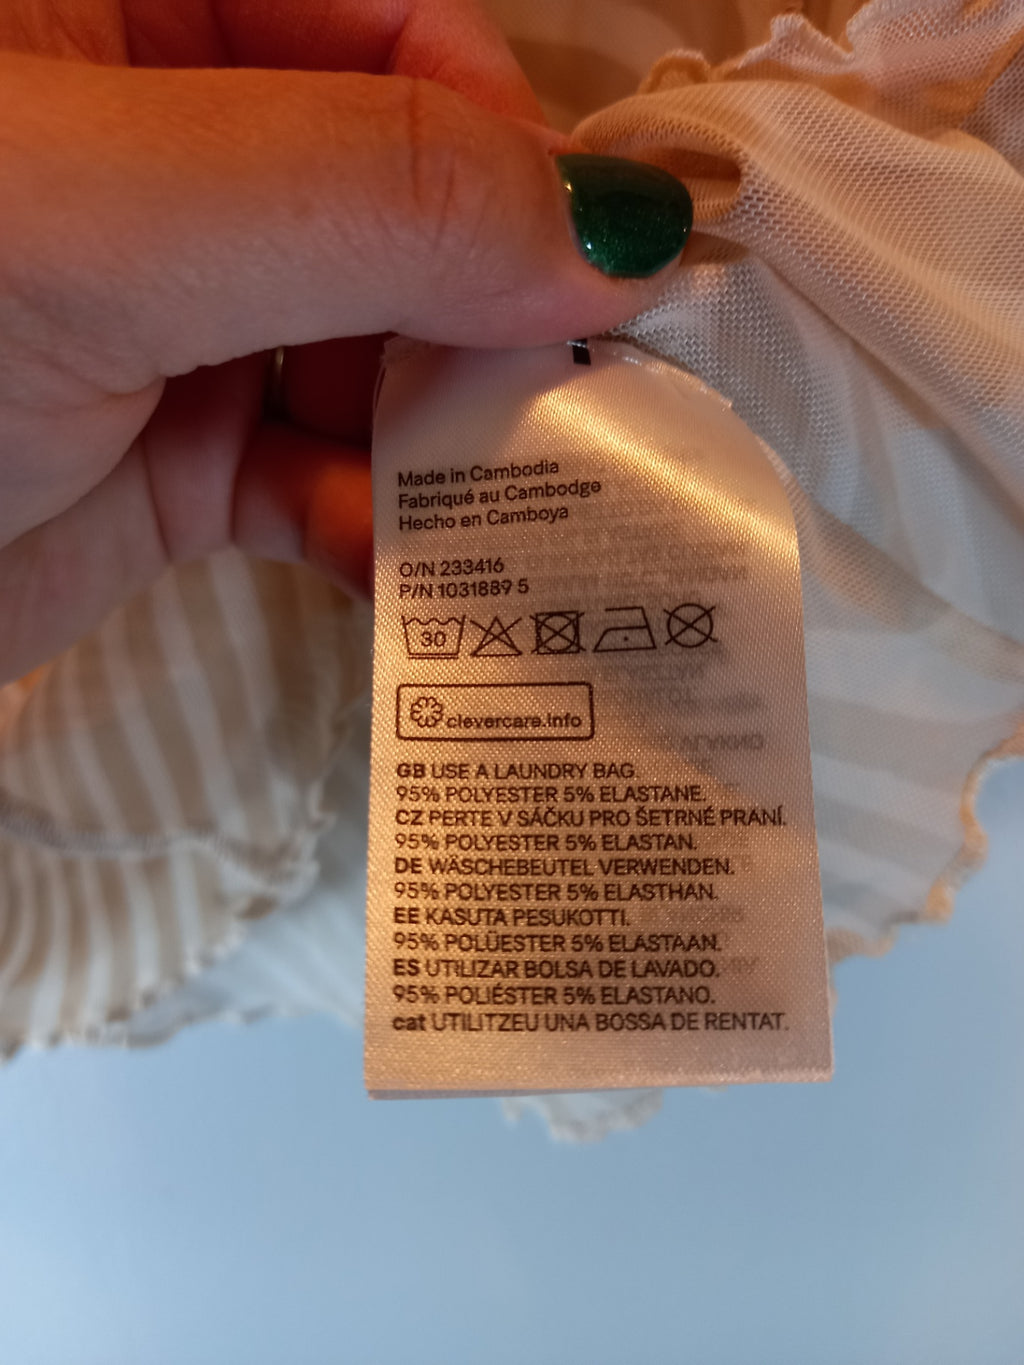 Made in Cambodia
Fabriqué au Cambodge
Hecho en Camboya
O/N 233416
P/N 1031889 5
30
clevercare.info
GB USE A LAUNDRY BAG.
95% POLYESTER 5% ELASTANE.
CZ PERTE V SÁČKU PRO ŠETRNÉ PRANÍ.
95% POLYESTER 5% ELASTAN.
DE WÄSCHEBEUTEL VERWENDEN.
95% POLYESTER 5% ELASTHAN.
EE KASUTA PESUKOTTI.
95% POLÜESTER 5% ELASTAAN.
ES UTILIZAR BOLSA DE LAVADO.
95% POLIÉSTER 5% ELASTANO.
cat UTILITZEU UNA BOSSA DE RENTAT.